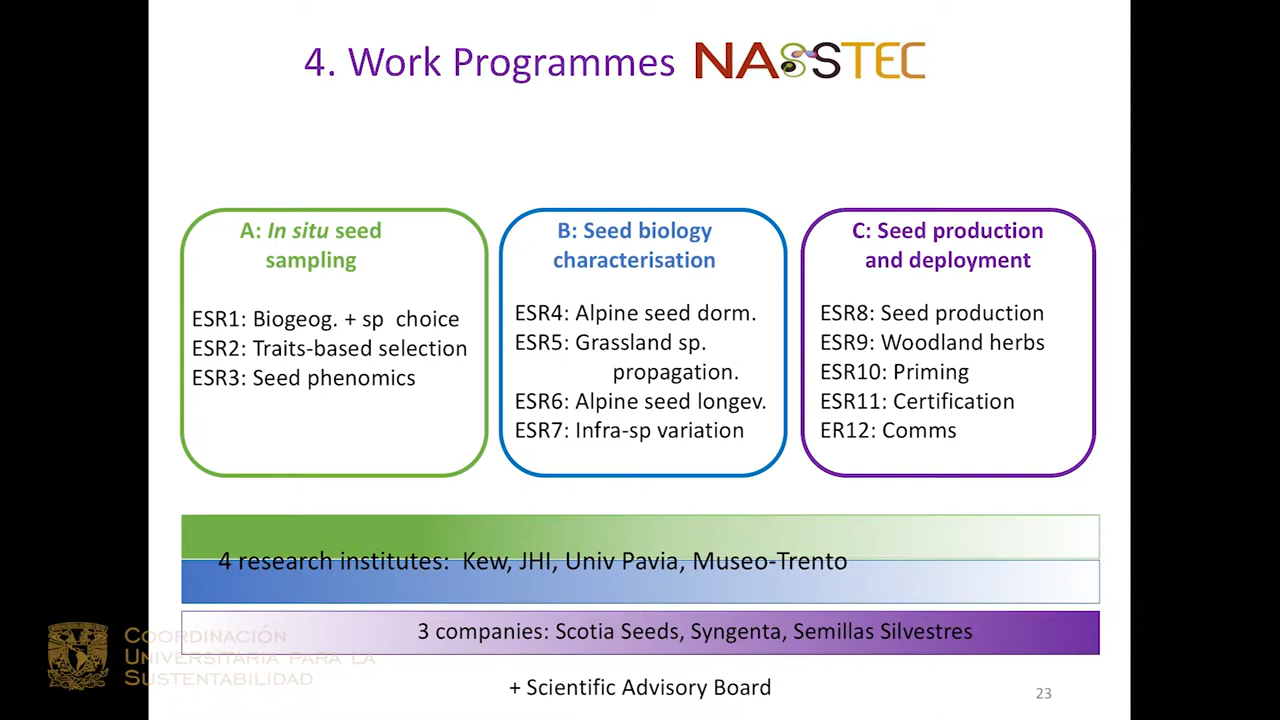 4. Work Programmes NASSTEC
A: In situ seed
sampling
ESR1: Biogeog. + sp choice
ESR2: Traits-based selection
ESR3: Seed phenomics
B: Seed biology
characterisation
ESR4: Alpine seed dorm.
ESR5: Grassland sp.
propagation.
ESR6: Alpine seed longev.
ESR7: Infra-sp variation
C: Seed production
and deployment
ESR8: Seed production
ESR9: Woodland herbs
ESR10: Priming
ESR11: Certification
ER12: Comms
4 research institutes: Kew, JHI, Univ Pavia, Museo-Trento
3 companies: Scotia Seeds, Syngenta, Semillas Silvestres
Coordinación
Universitaria para la
Sustentabilidad
+ Scientific Advisory Board
23